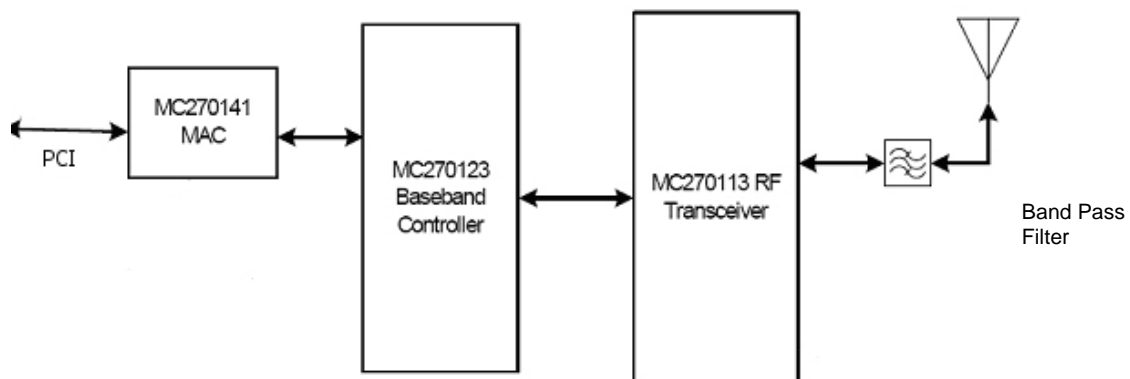 MC270141
MAC
PCI
MC270123
Baseband
Controller
MC270113 RF
Transceiver
Band Pass
Filter